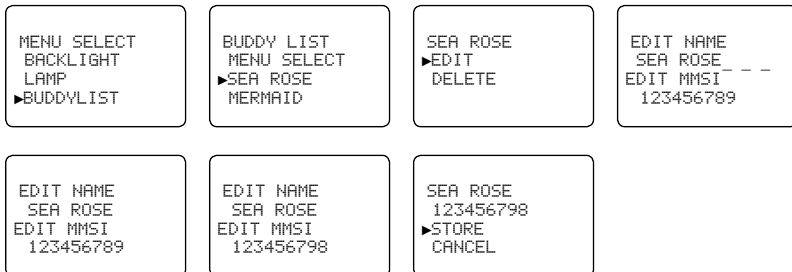 MENU SELECT
BACKLIGHT
LAMP
►BUDDYLIST
BUDDY LIST
MENU SELECT
►SEA ROSE
MERMAID
SEA ROSE
►EDIT
DELETE
EDIT NAME
SEA ROSE_ _ _
EDIT MMSI
123456789
EDIT NAME
SEA ROSE
EDIT MMSI
123456789
EDIT NAME
SEA ROSE
EDIT MMSI
123456798
SEA ROSE
123456798
►STORE
CANCEL